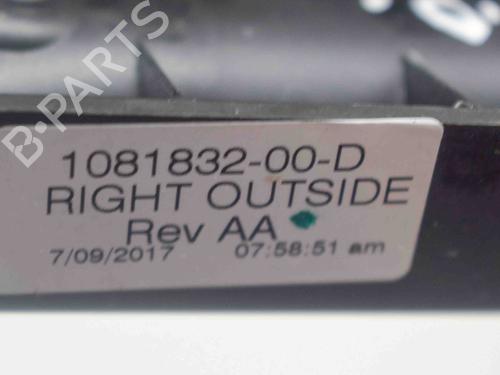 B-PARTS
1081832-00-D
RIGHT OUTSIDE
Rev AA
7/09/2017 07:58:51 am